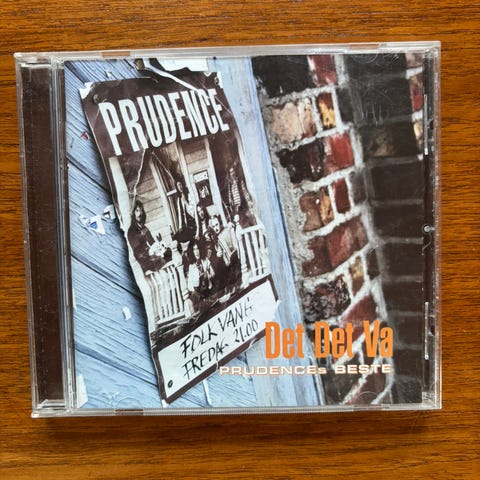 PRUDENCE
FOLKVANG
FREDAG 21.00
Det Det Va
PRUDENCEs BESTE